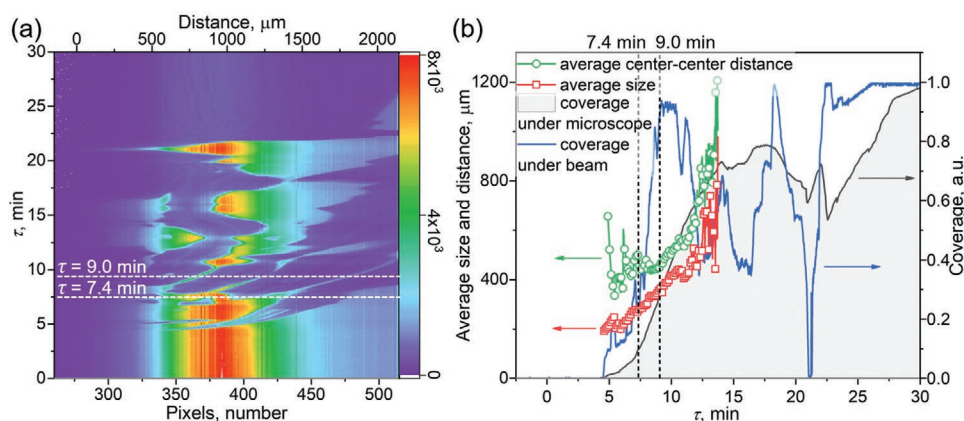 (a)
Distance, μm
0 500 1000 1500 2000
30
25
20
15
10
5
0
τ, min
τ = 9.0 min
τ = 7.4 min
300 350 400 450 500
Pixels, number
8x10³
4x10³
0
(b)
7.4 min 9.0 min
average center-center distance
average size
coverage
under microscope
coverage
under beam
1200
900
600
400
200
0
Average size and distance, μm
1.0
0.8
0.6
0.4
0.2
0.0
Coverage, a.u.
0 5 10 15 20 25 30
τ, min